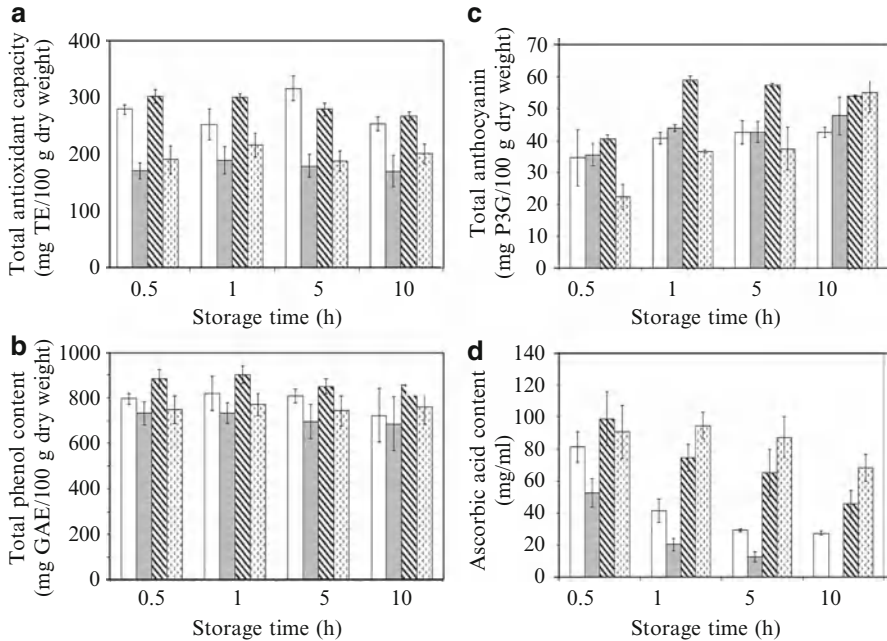 a
Total antioxidant capacity
(mg TE/100 g dry weight)
400
300
200
100
0
0.5 1 5 10
Storage time (h)
b
Total phenol content
(mg GAE/100 g dry weight)
1000
800
600
400
200
0
0.5 1 5 10
Storage time (h)
c
Total anthocyanin
(mg P3G/100 g dry weight)
70
60
50
40
30
20
10
0
0.5 1 5 10
Storage time (h)
d
Ascorbic acid content
(mg/ml)
140
120
100
80
60
40
20
0
0.5 1 5 10
Storage time (h)